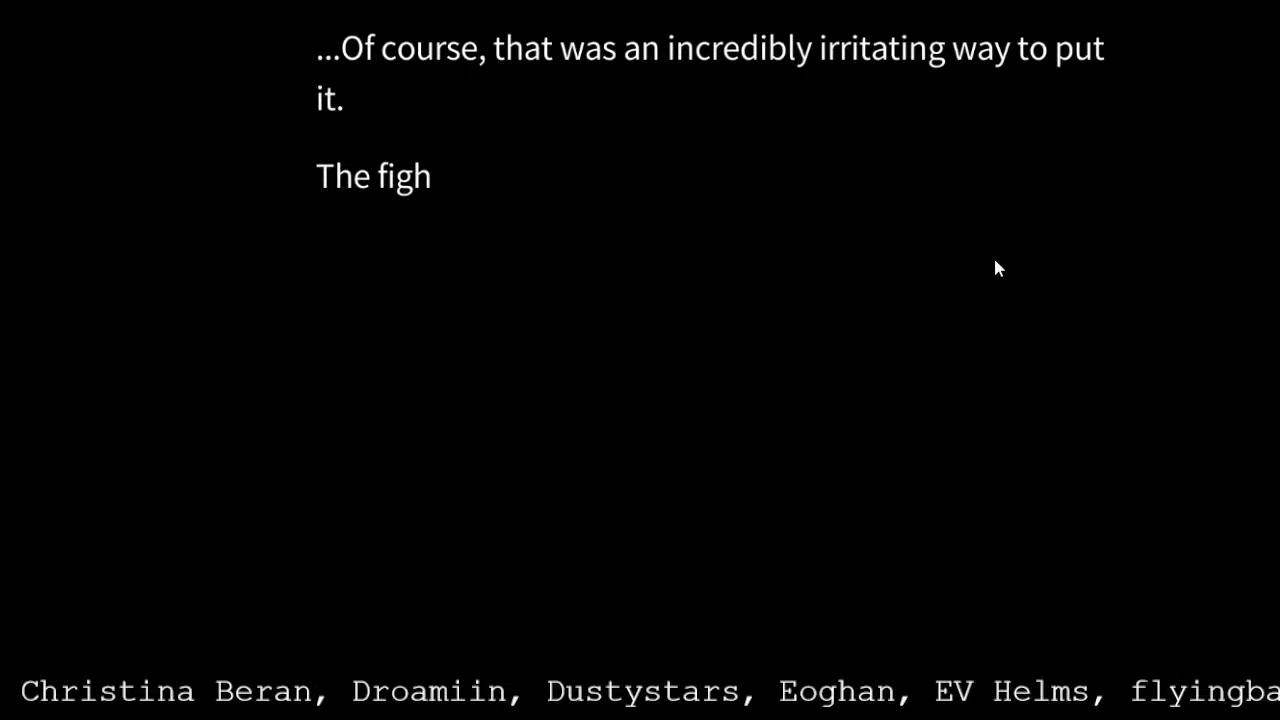 ...Of course, that was an incredibly irritating way to put
it.
The figh
Christina Beran, Droamiin, Dustystars, Eoghan, EV Helms, flyingba